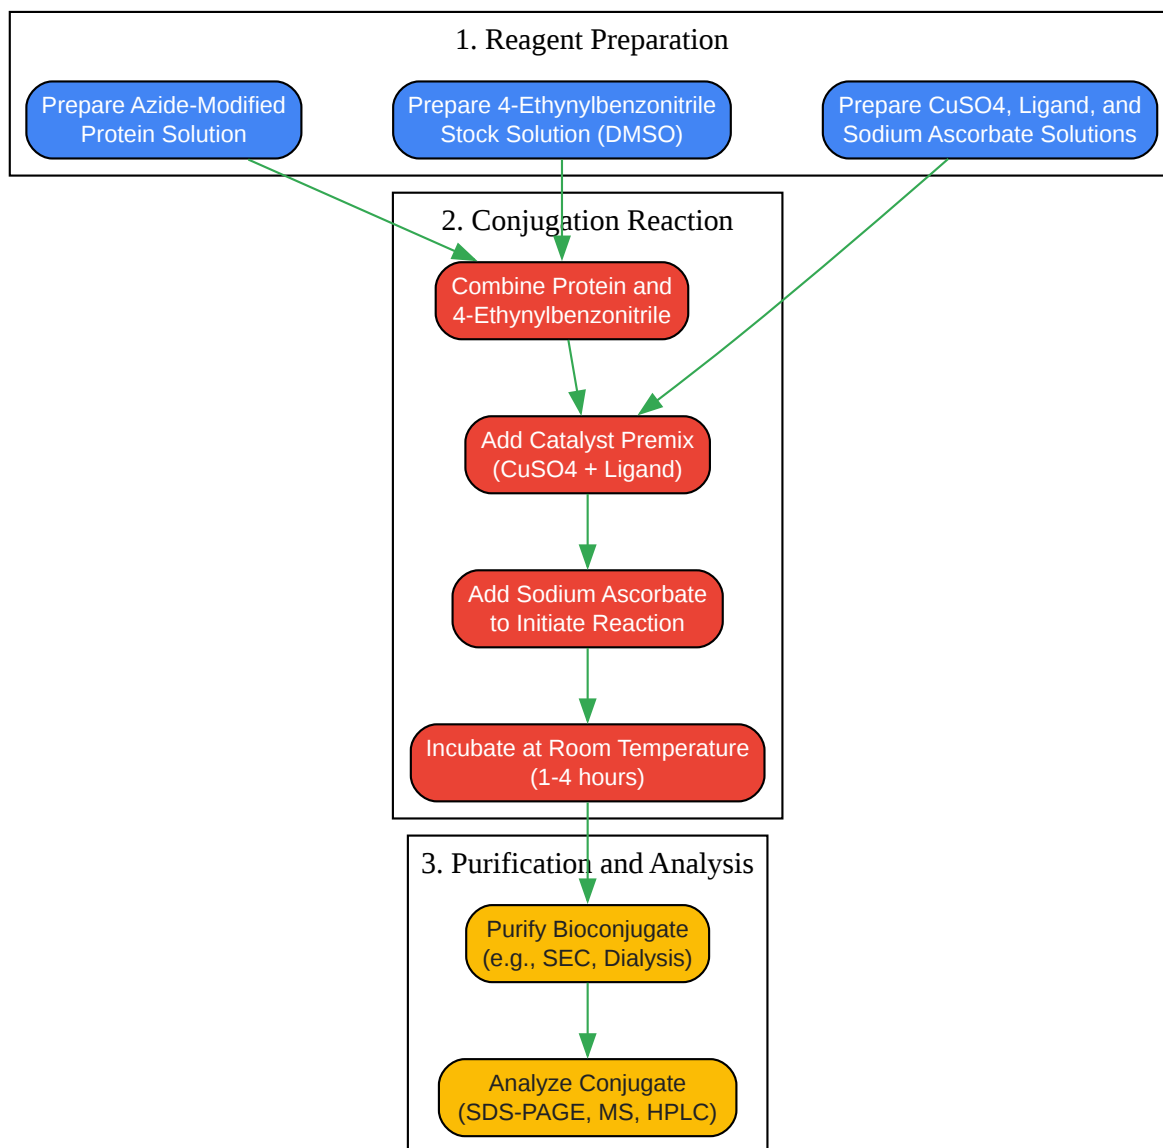 1. Reagent Preparation
Prepare Azide-Modified
Protein Solution
Prepare 4-Ethynylbenzonitrile
Stock Solution (DMSO)
Prepare CuSO4, Ligand, and
Sodium Ascorbate Solutions
2. Conjugation Reaction
Combine Protein and
4-Ethynylbenzonitrile
Add Catalyst Premix
(CuSO4 + Ligand)
Add Sodium Ascorbate
to Initiate Reaction
Incubate at Room Temperature
(1-4 hours)
3. Purification and Analysis
Purify Bioconjugate
(e.g., SEC, Dialysis)
Analyze Conjugate
(SDS-PAGE, MS, HPLC)